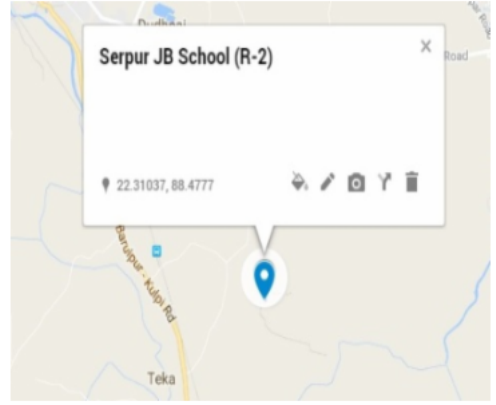 Serpur JB School (R-2)
Road
22.31037, 88.4777
Baruipur - Kulpi Rd
Teka